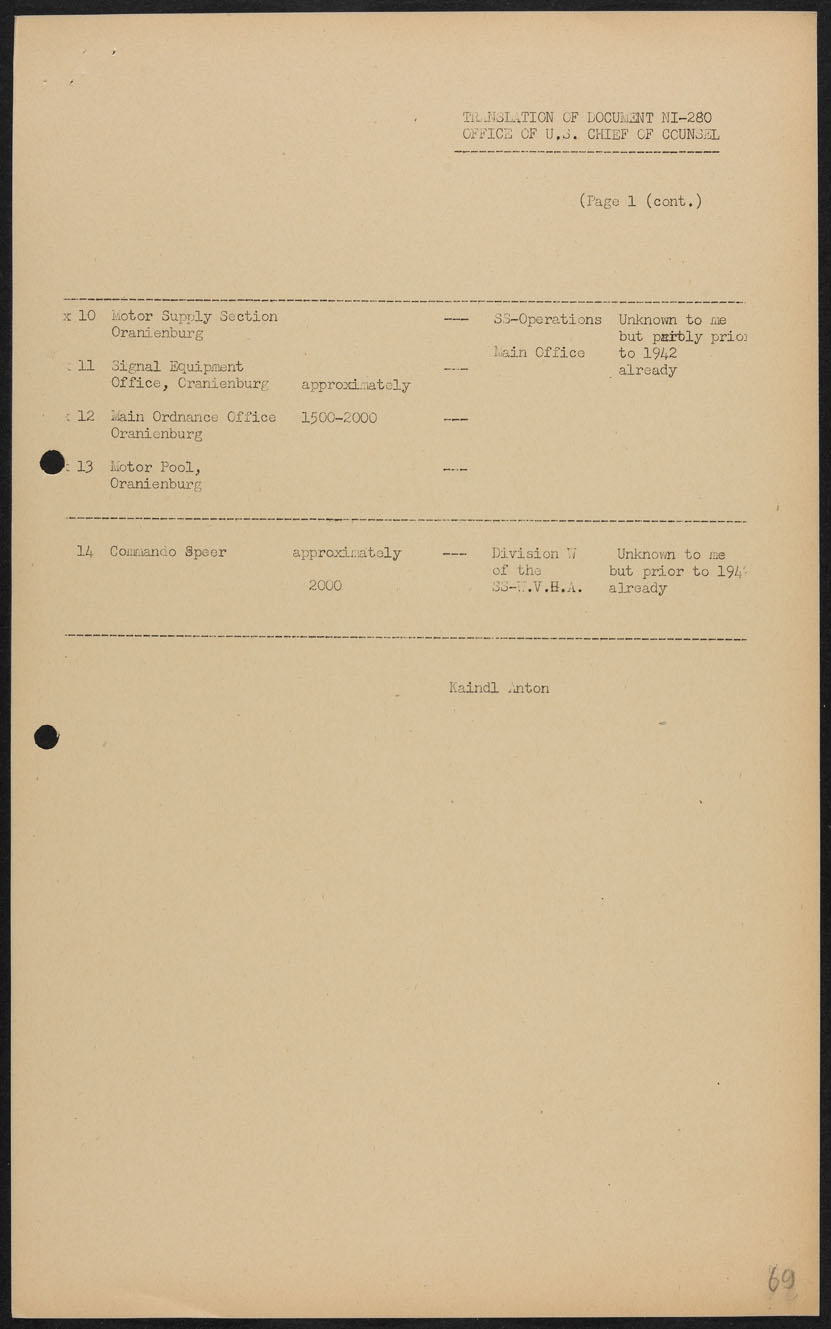 TRANSLATION OF DOCUMENT NI-280
OFFICE OF U.S. CHIEF OF COUNSEL
(Page 1 (cont.)
x 10 Motor Supply Section --- SS-Operations Unknown to me
Oranienburg but partly prior
Main Office to 1942
11 Signal Equipment --- already
Office, Oranienburg approximately
12 Main Ordnance Office 1500-2000 ---
Oranienburg
13 Motor Pool, ---
Oranienburg
14 Commando Speer approximately --- Division W Unknown to me
of the but prior to 194
2000 SS-W.V.H.A. already
Kaindl Anton
69